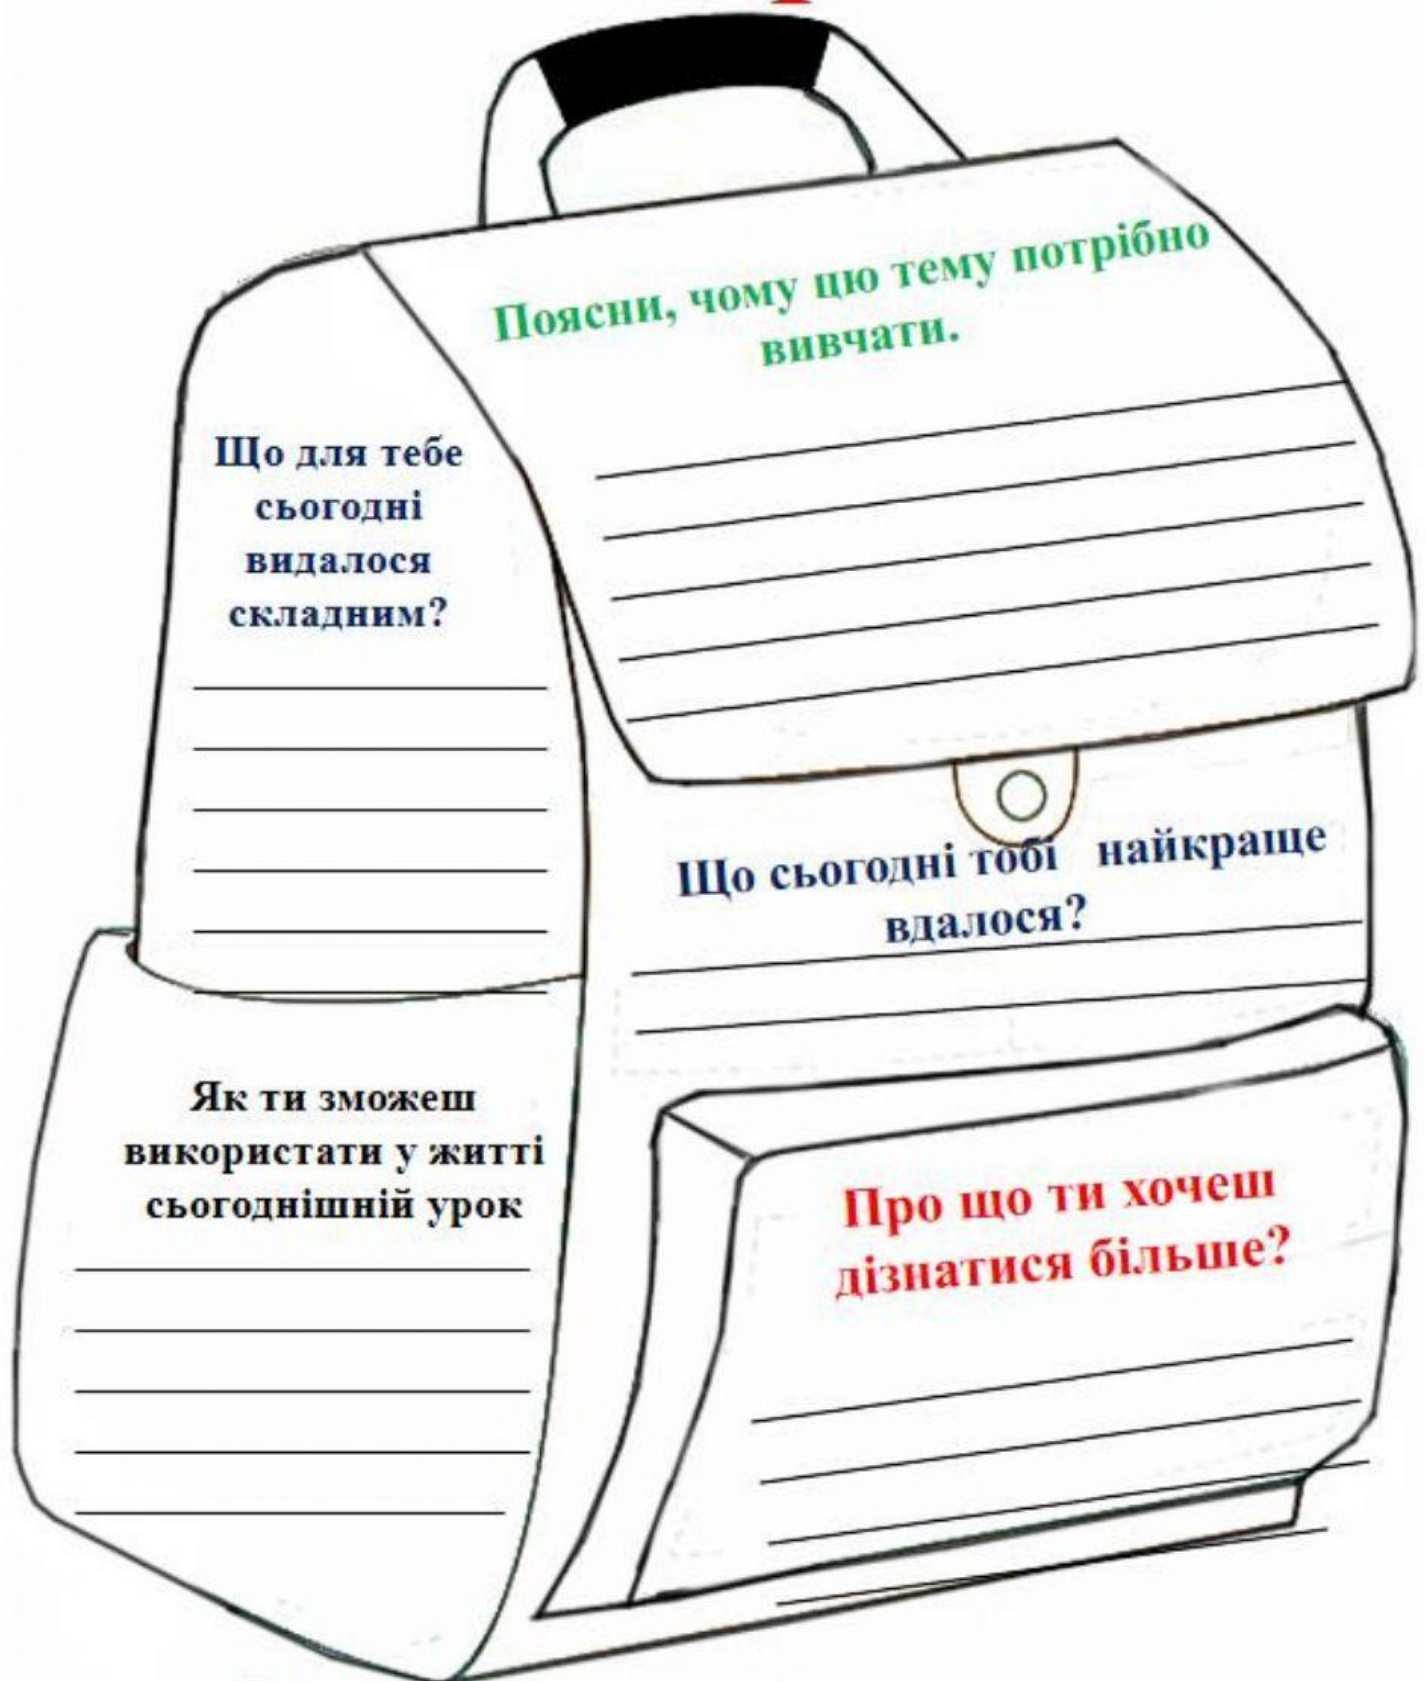 Поясни, чому цю тему потрібно
вивчати.
Що для тебе
сьогодні
видалося
складним?
Що сьогодні тобі найкраще
вдалося?
Як ти зможеш
використати у житті
сьогоднішній урок
Про що ти хочеш
дізнатися більше?